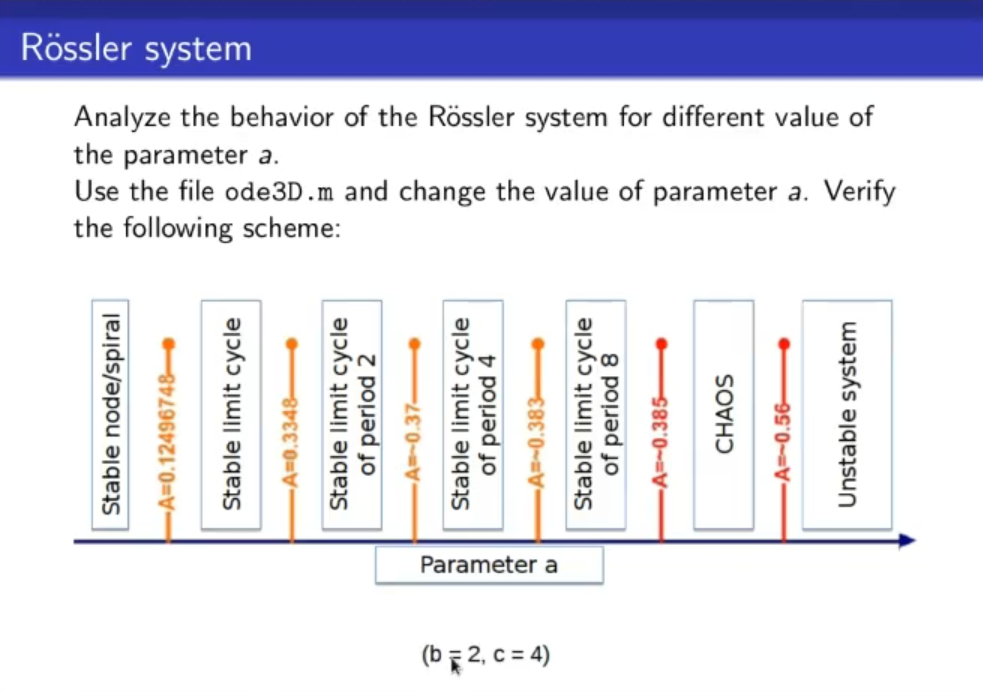 Rössler system
Analyze the behavior of the Rössler system for different value of
the parameter a.
Use the file ode3D.m and change the value of parameter a. Verify
the following scheme:
Stable node/spiral
A=0.12496748
Stable limit cycle
A=0.3348
Stable limit cycle
of period 2
A=~0.37
Stable limit cycle
of period 4
A=~0.383
Stable limit cycle
of period 8
A=~0.385
CHAOS
A=~0.56
Unstable system
Parameter a
(b = 2, c = 4)